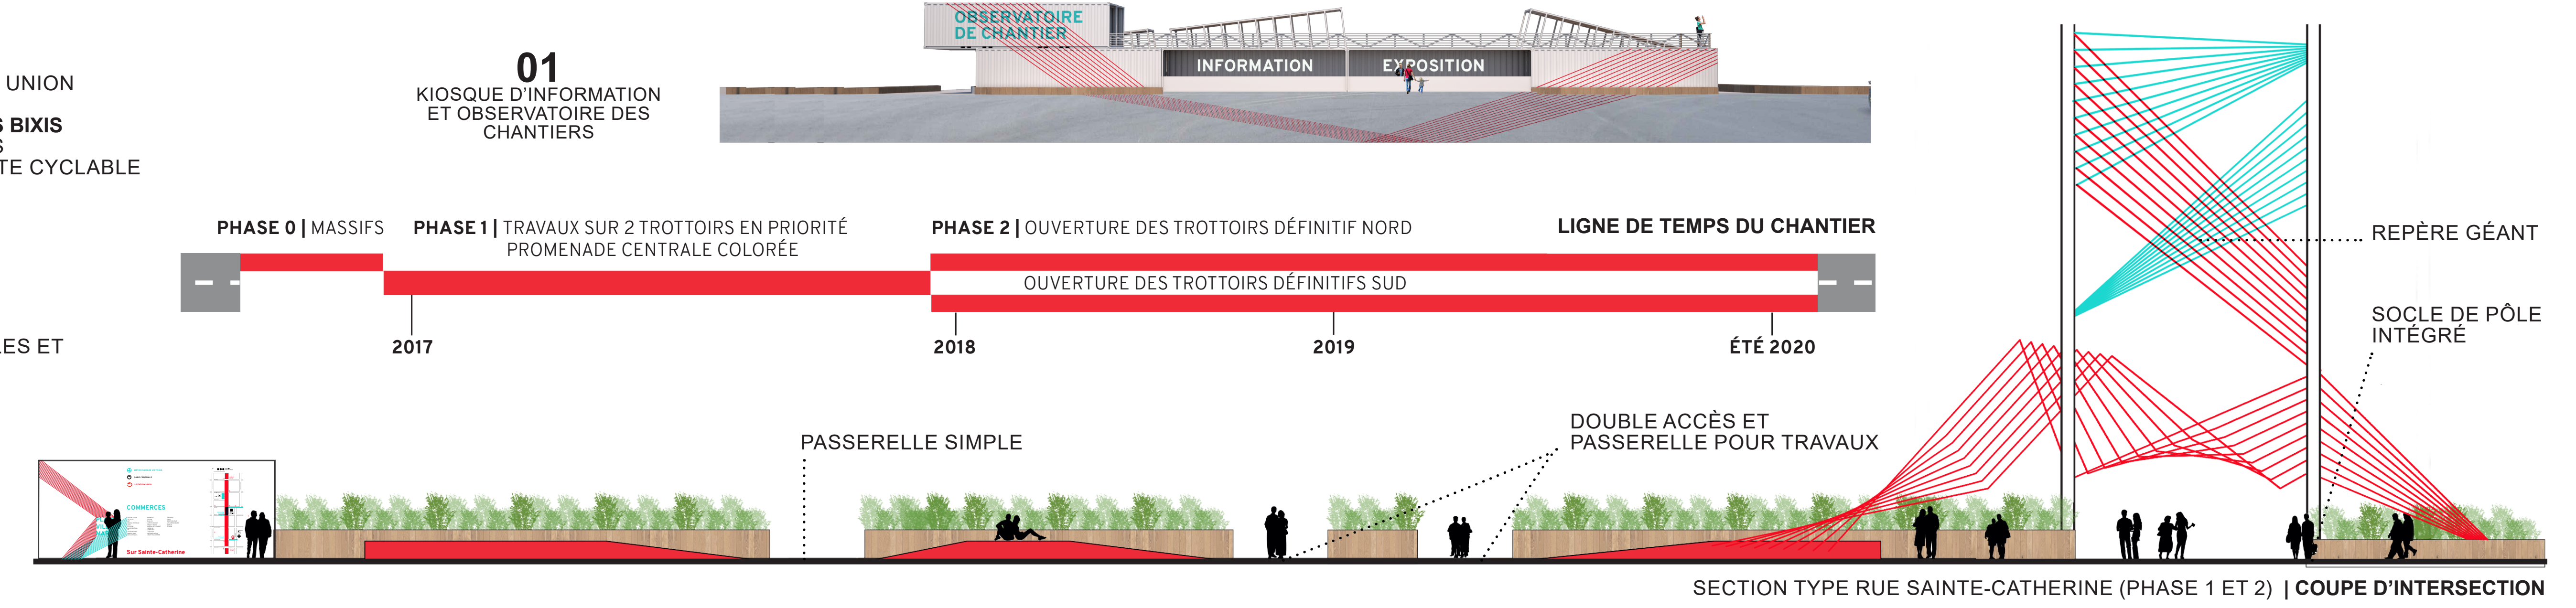 UNION
BIXIS
TE CYCLABLE
LES ET
01
KIOSQUE D'INFORMATION
ET OBSERVATOIRE DES
CHANTIERS
OBSERVATOIRE
DE CHANTIER
INFORMATION
EXPOSITION
PHASE 0 | MASSIFS
PHASE 1 | TRAVAUX SUR 2 TROTTOIRS EN PRIORITÉ
PROMENADE CENTRALE COLORÉE
PHASE 2 | OUVERTURE DES TROTTOIRS DÉFINITIF NORD
LIGNE DE TEMPS DU CHANTIER
OUVERTURE DES TROTTOIRS DÉFINITIFS SUD
2017
2018
2019
ÉTÉ 2020
REPÈRE GÉANT
SOCLE DE PÔLE
INTÉGRÉ
PASSERELLE SIMPLE
DOUBLE ACCÈS ET
PASSERELLE POUR TRAVAUX
COMMERCES
Sur Sainte-Catherine
SECTION TYPE RUE SAINTE-CATHERINE (PHASE 1 ET 2) | COUPE D'INTERSECTION